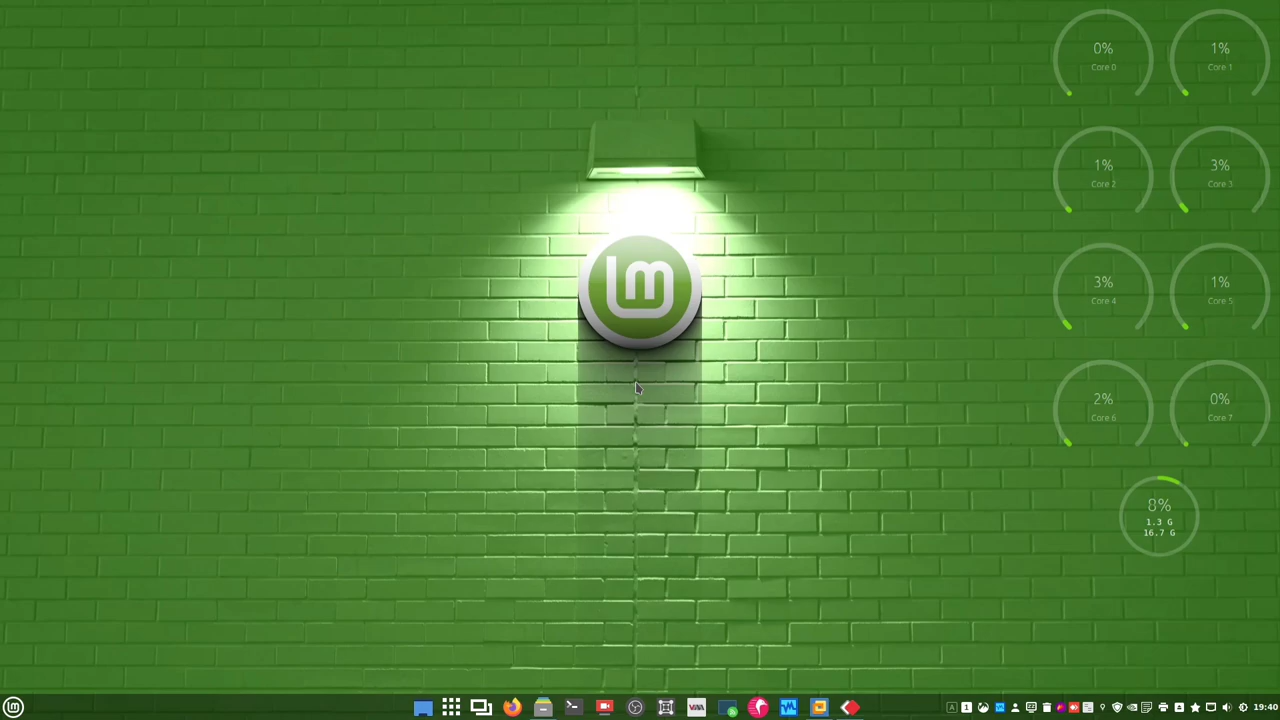 0%
Core 0
1%
Core 1
1%
Core 2
3%
Core 3
3%
Core 4
1%
Core 5
2%
Core 6
0%
Core 7
8%
1.3 G
16.7 G
lm
19:40